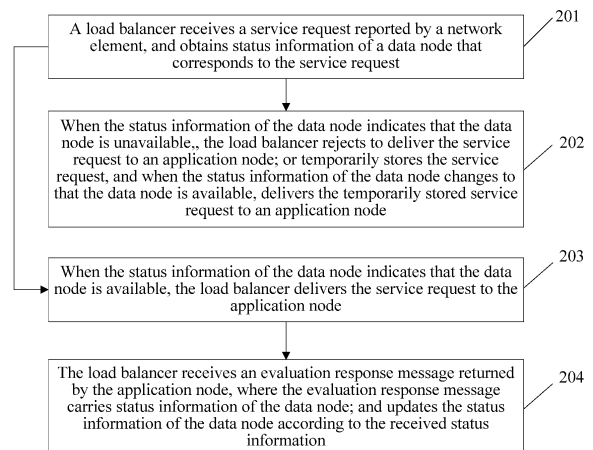 A load balancer receives a service request reported by a network
element, and obtains status information of a data node that
corresponds to the service request
201
When the status information of the data node indicates that the data
node is unavailable,, the load balancer rejects to deliver the service
request to an application node; or temporarily stores the service
request, and when the status information of the data node changes to
that the data node is available, delivers the temporarily stored service
request to an application node
202
When the status information of the data node indicates that the data
node is available, the load balancer delivers the service request to the
application node
203
The load balancer receives an evaluation response message returned
by the application node, where the evaluation response message
carries status information of the data node; and updates the status
information of the data node according to the received status
information
204